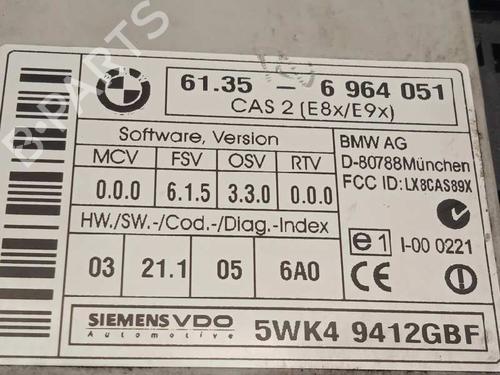 BMW
61.35 - 6 964 051
CAS 2 (E8x/E9x)
Software, Version
MCV FSV OSV RTV
0.0.0 6.1.5 3.3.0 0.0.0
HW./SW.-/Cod.-/Diag.-Index
03 21.1 05 6A0
BMW AG
D-80788München
FCC ID: LX8CAS89X
e1 I-00 0221
CE
SIEMENS VDO
Automotive
5WK4 9412GBF
B-PARTS